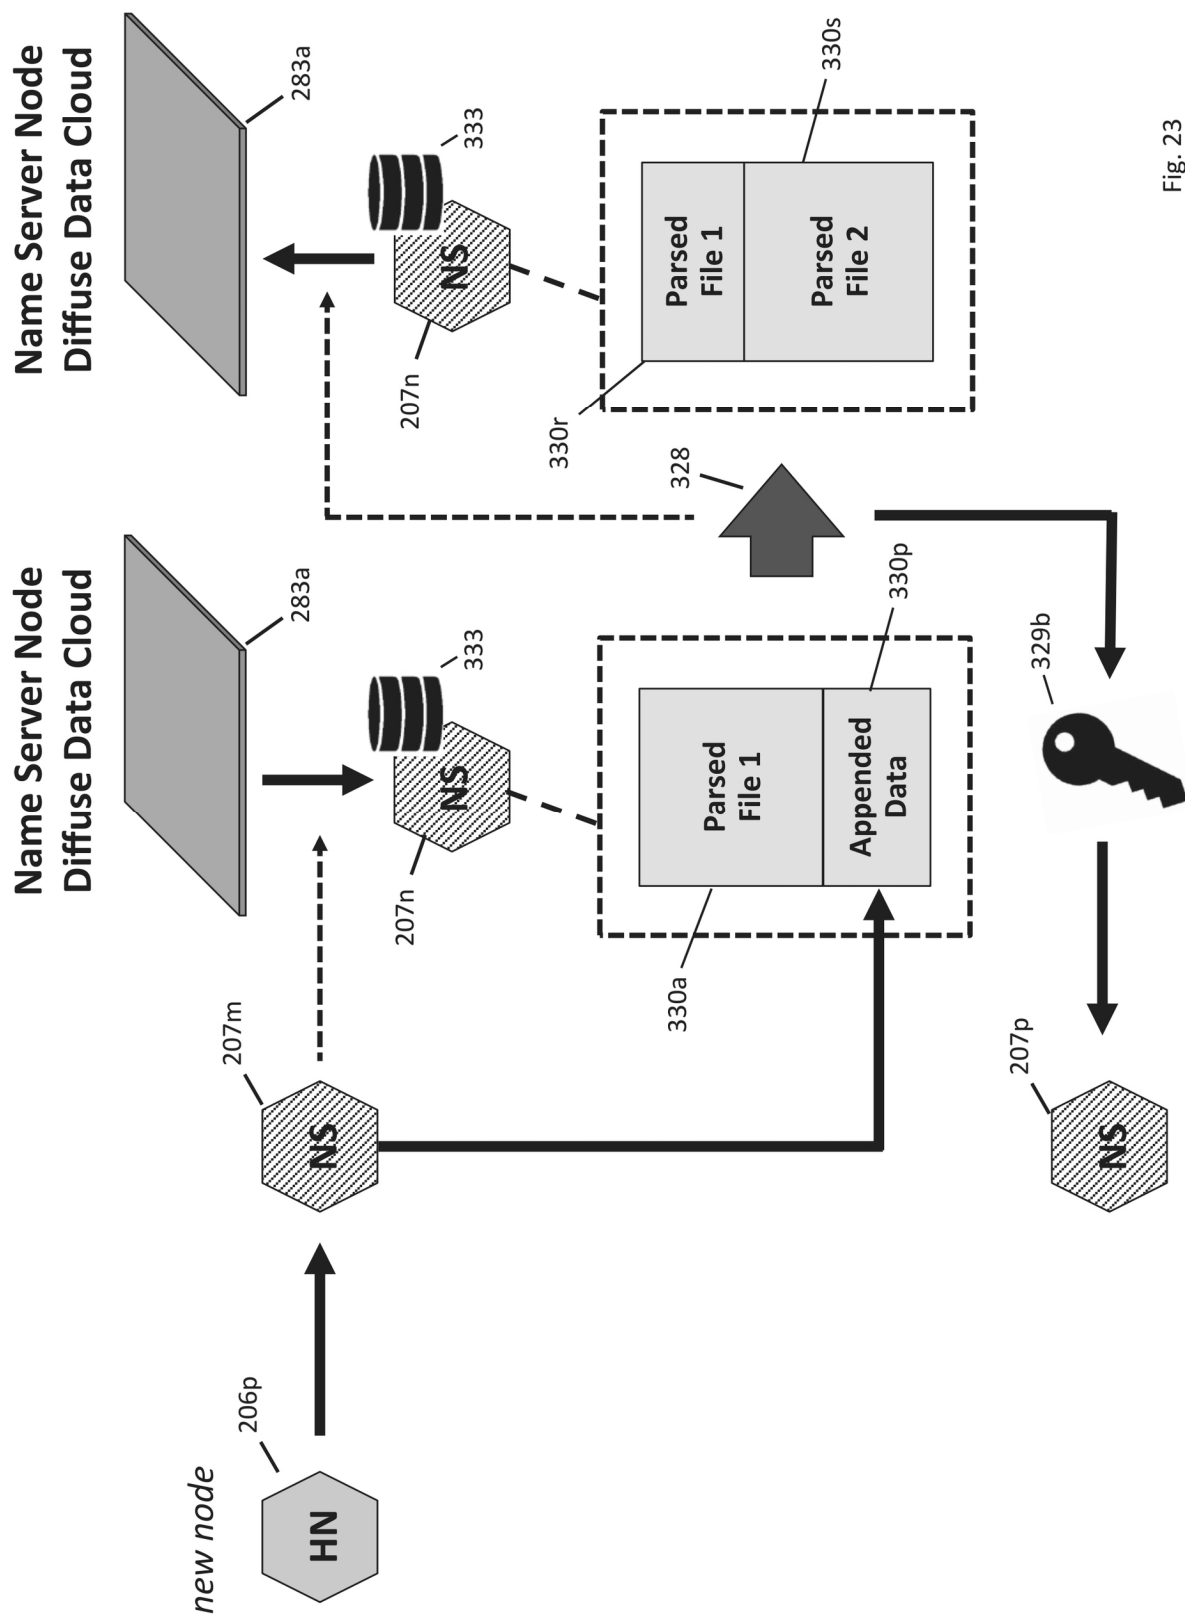 Name Server Node
Diffuse Data Cloud
Name Server Node
Diffuse Data Cloud
283a
283a
new node
206p
HN
207m
NS
333
207n
NS
333
207n
NS
330a
Parsed
File 1
Appended
Data
330p
328
330r
Parsed
File 1
Parsed
File 2
330s
207p
NS
329b
Fig. 23